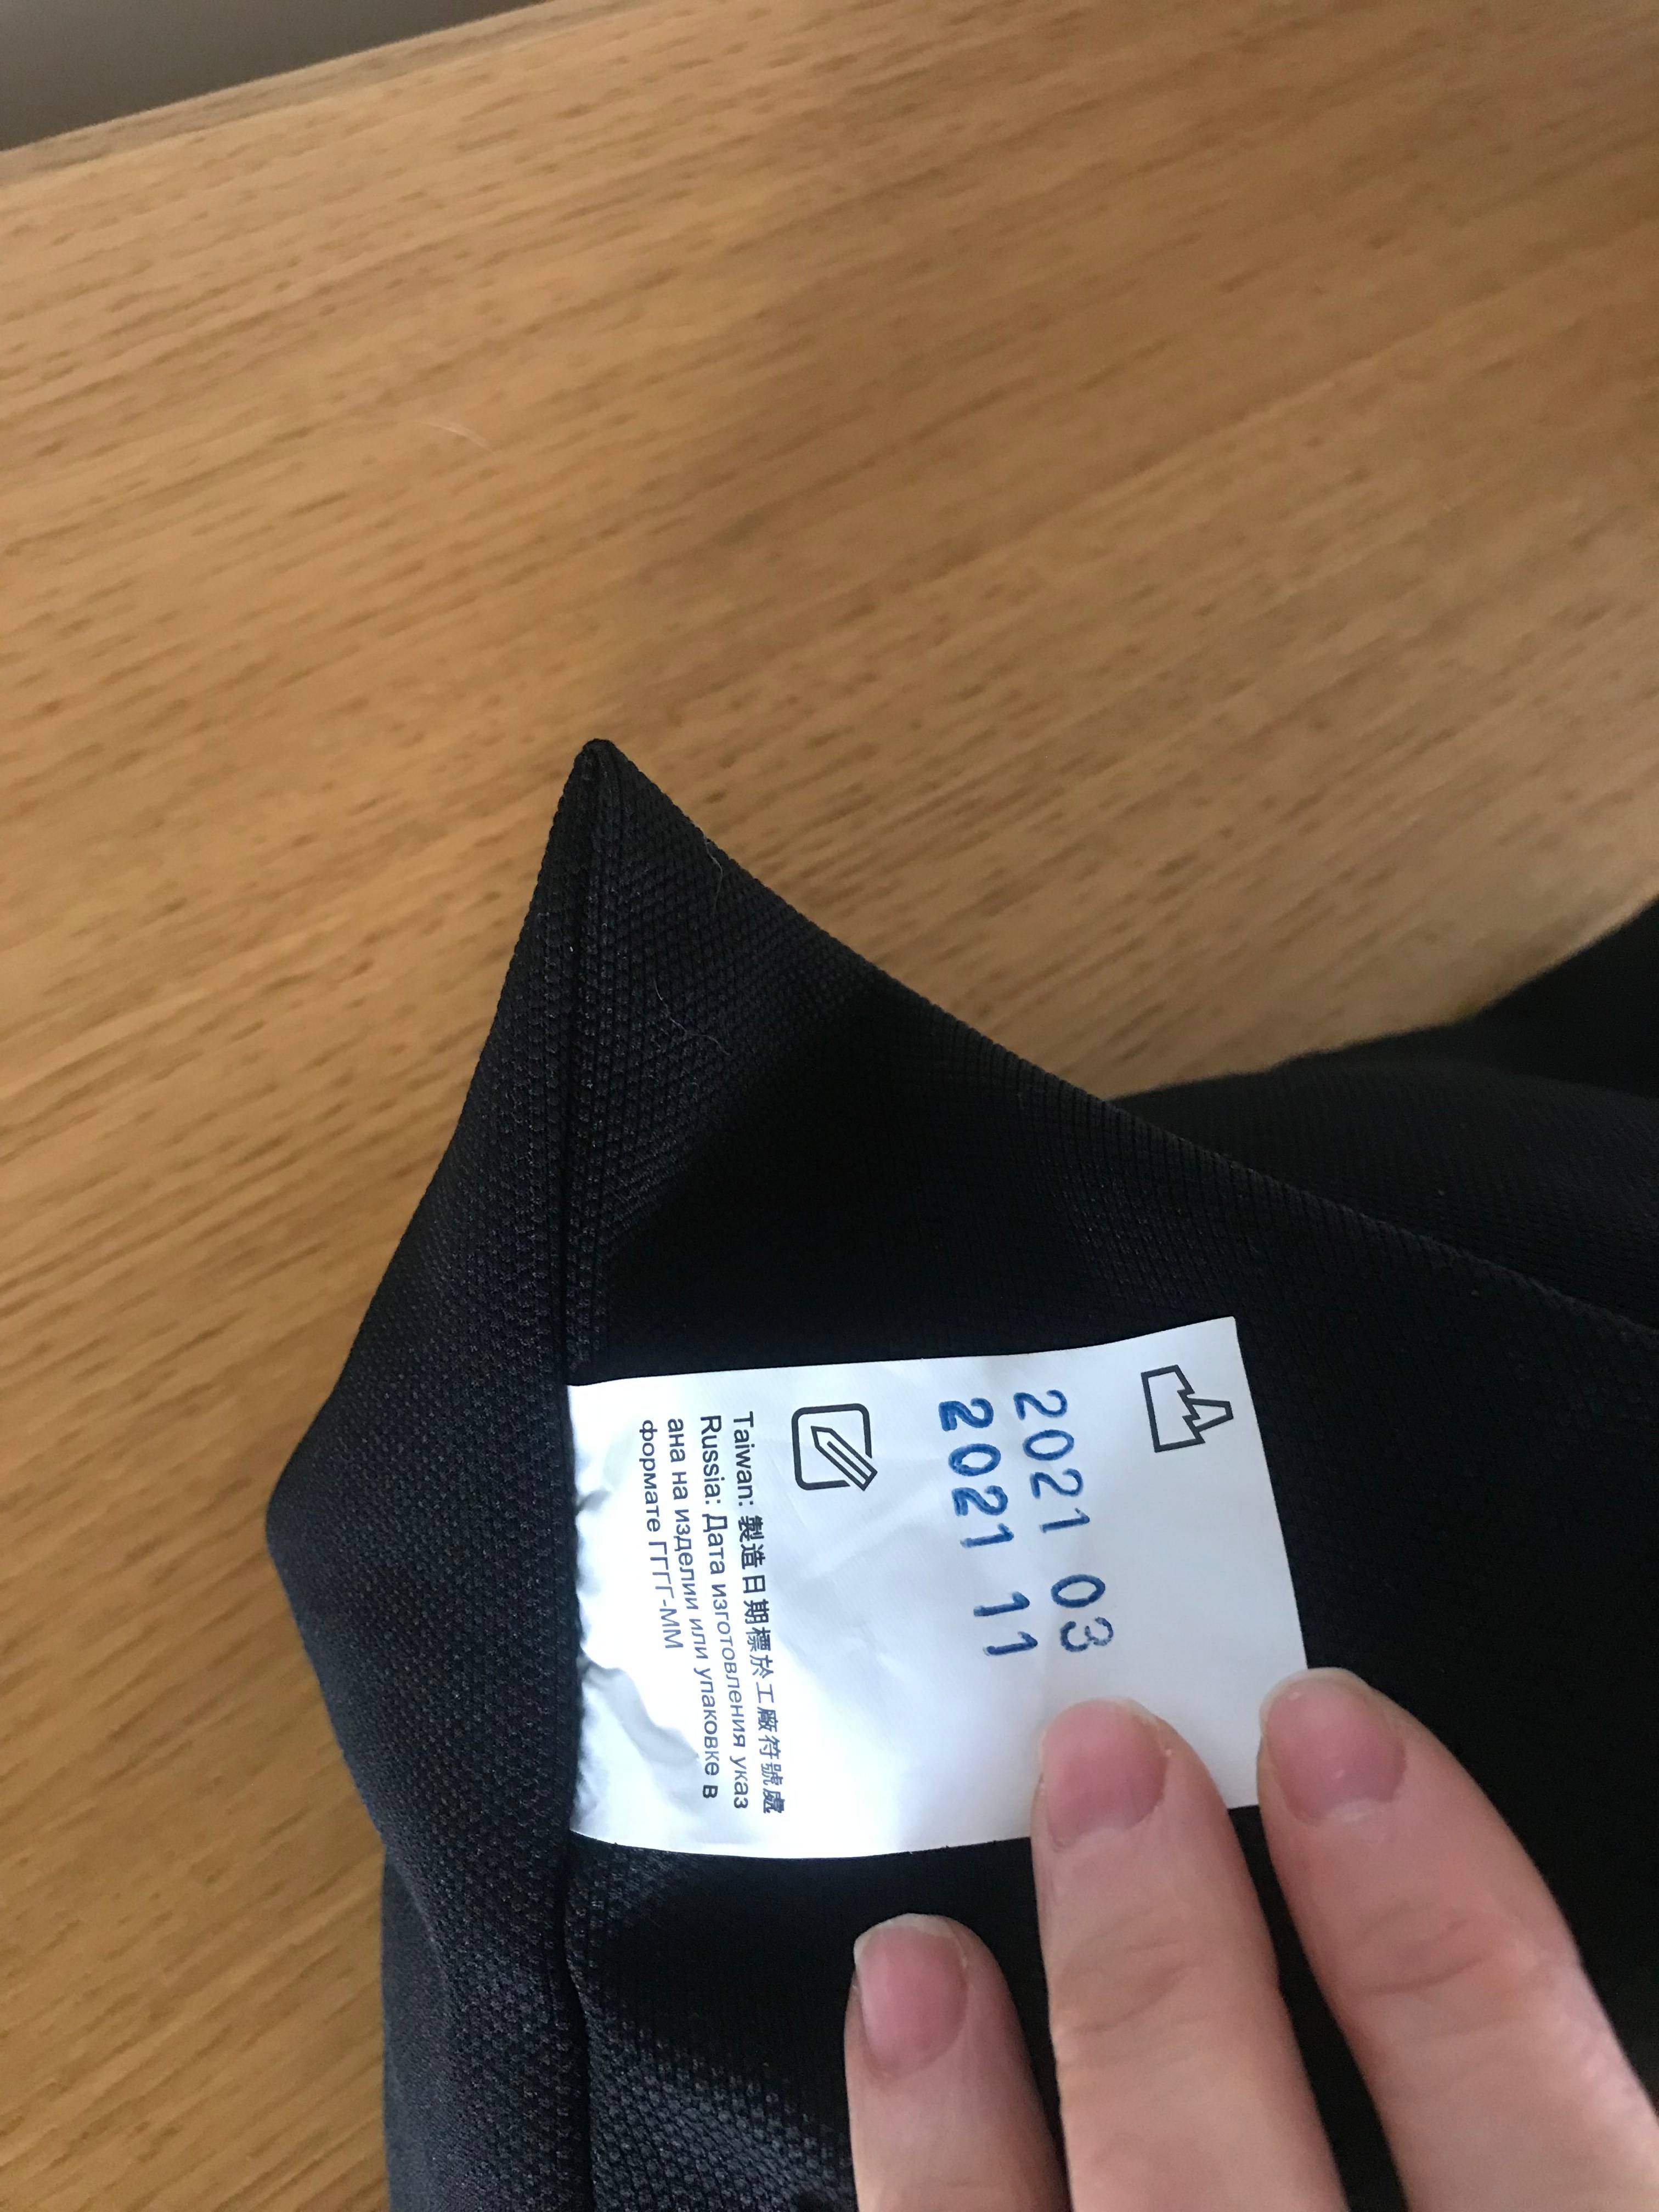 2021 03
2021 11
Taiwan: 製造日期標於工廠符號處
Russia: Дата изготовления указ
ана на изделии или упаковке в
формате ГГГГ-ММ